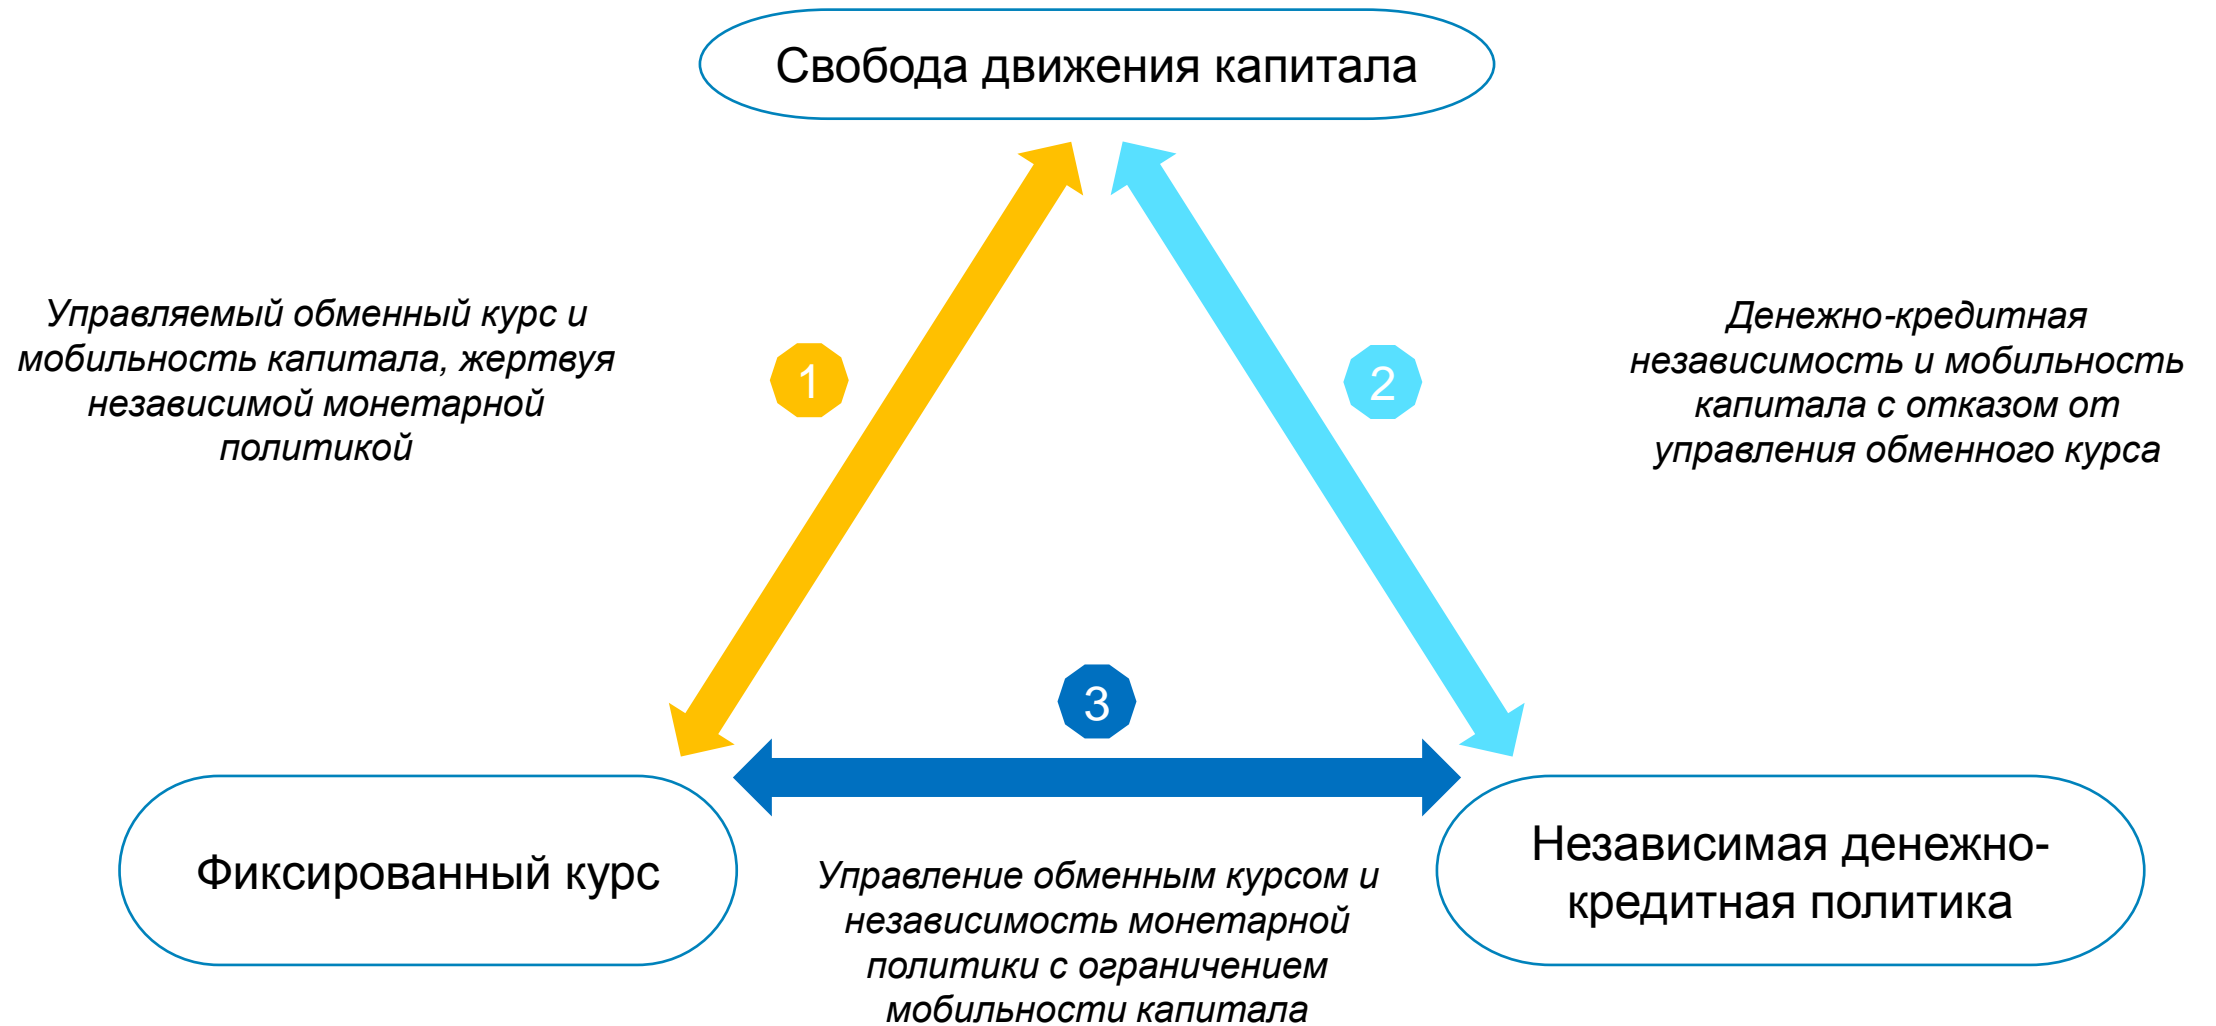 Свобода движения капитала
Управляемый обменный курс и
мобильность капитала, жертвуя
независимой монетарной
политикой
1
2
Денежно-кредитная
независимость и мобильность
капитала с отказом от
управления обменного курса
3
Фиксированный курс
Управление обменным курсом и
независимость монетарной
политики с ограничением
мобильности капитала
Независимая денежно-
кредитная политика